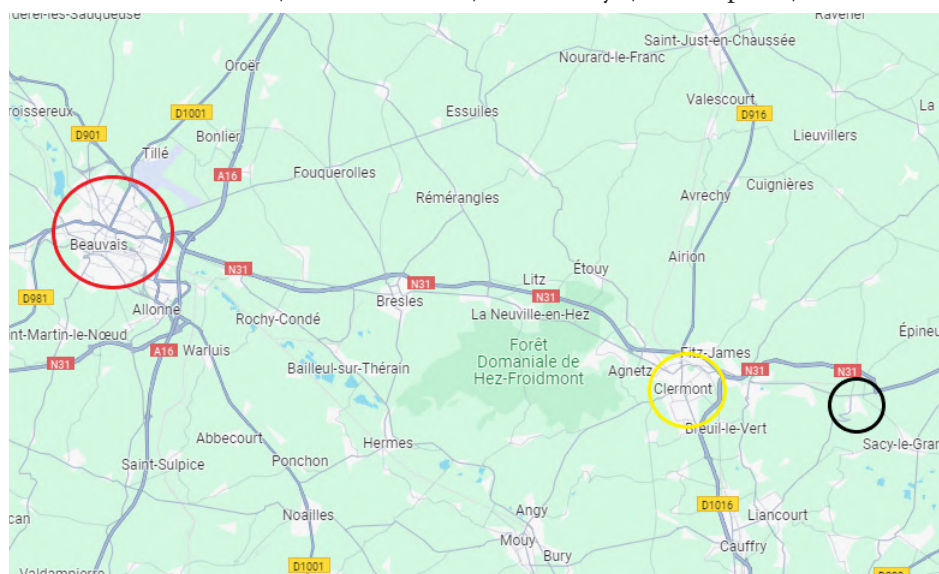 Saint-Just-en-Chaussée
Nourard-le-Franc
Oroër
Essuiles
Valescourt
La
D1001
D916
D901
Bonlier
Lieuvillers
Tillé
A16
Fouquerolles
Rémérangles
Avrechy
Cuignières
Beauvais
Airion
N31
Étouy
Litz
N31
N31
D981
Bresles
La Neuville-en-Hez
Allonne
Rochy-Condé
nt-Martin-le-Nœud
A16
Warluis
Forêt
Domaniale de
Hez-Froidmont
Fitz-James
Épineu
N31
Bailleul-sur-Thérain
Agnetz
N31
N31
Clermont
Breuil-le-Vert
Abbecourt
Hermes
Sacy-le-Gran
Saint-Sulpice
Ponchon
D1016
Noailles
Angy
Liancourt
Mouy
Bury
Cauffry
can
D1001